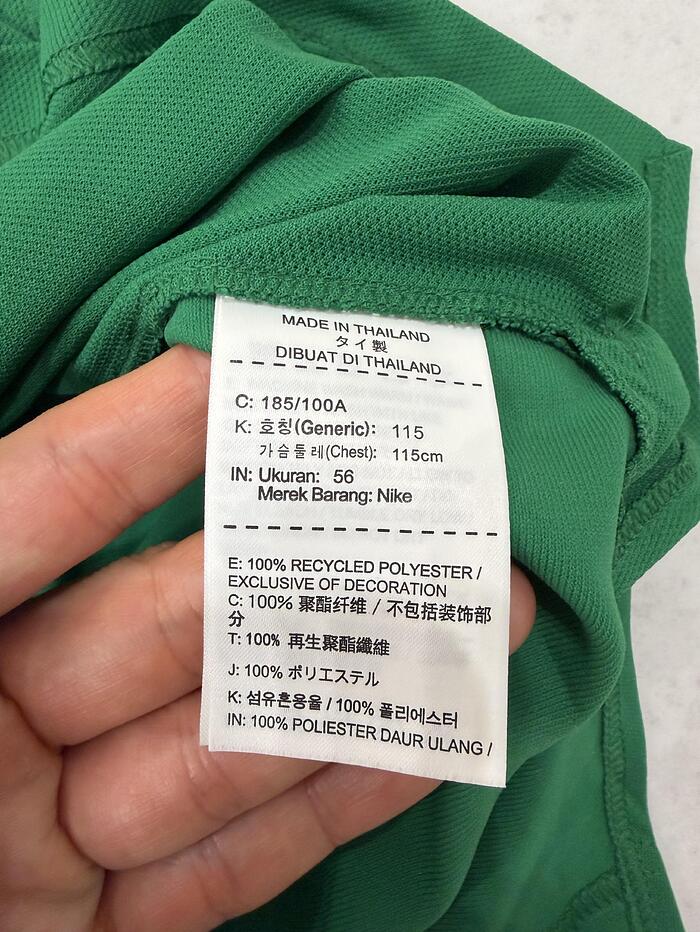 MADE IN THAILAND
タイ製
DIBUAT DI THAILAND
C: 185/100A
K: 호칭(Generic): 115
가슴둘레(Chest): 115cm
IN: Ukuran: 56
Merek Barang: Nike
E: 100% RECYCLED POLYESTER /
EXCLUSIVE OF DECORATION
C: 100% 聚酯纤维 / 不包括装饰部
分
T: 100% 再生聚酯纖維
J: 100% ポリエステル
K: 섬유혼용율 / 100% 폴리에스터
IN: 100% POLIESTER DAUR ULANG /